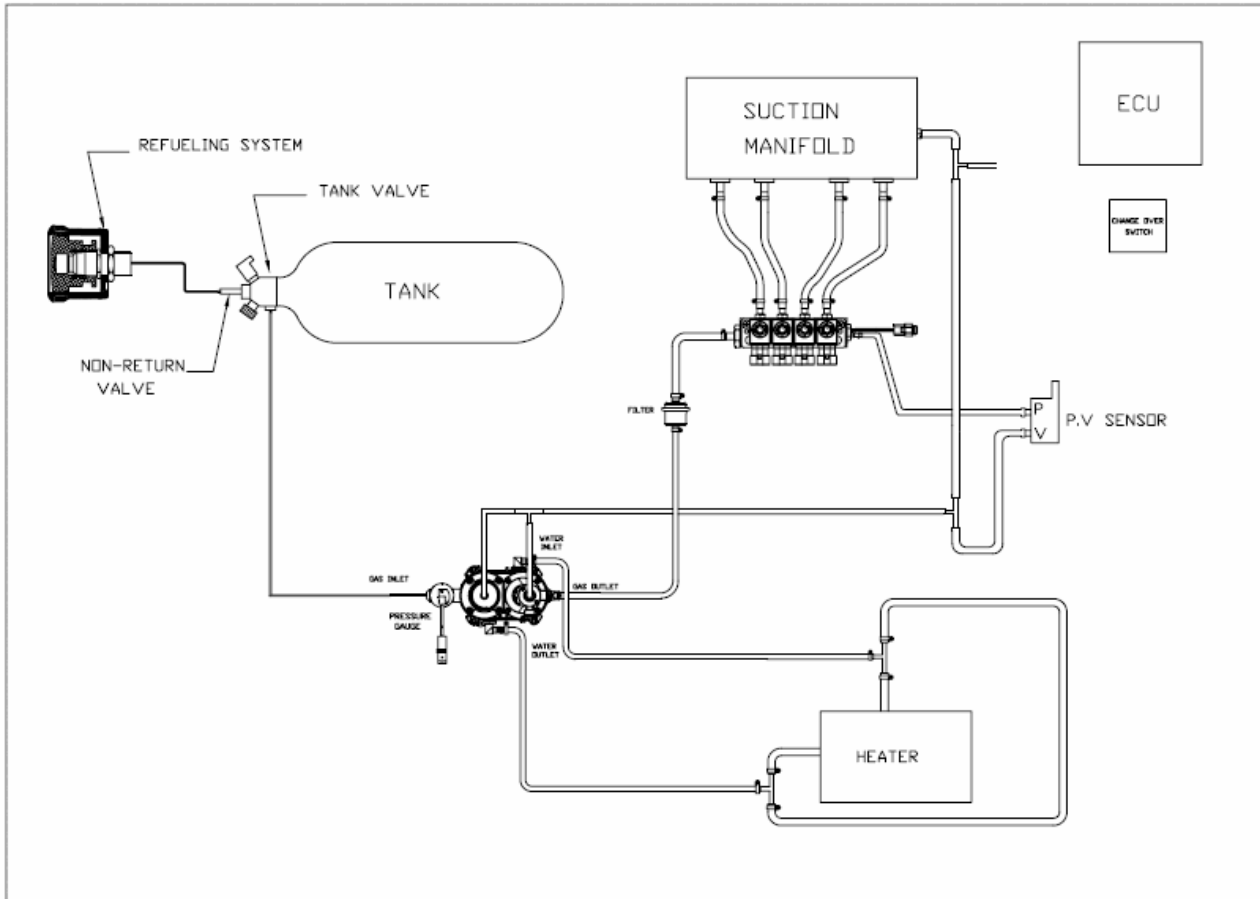 REFUELING SYSTEM
TANK VALVE
TANK
NON-RETURN
VALVE
SUCTION
MANIFOLD
ECU
CHANGE OVER
SWITCH
FILTER
P
V
P.V SENSOR
WATER
INLET
GAS INLET
GAS OUTLET
PRESSURE
GAUGE
WATER
OUTLET
HEATER